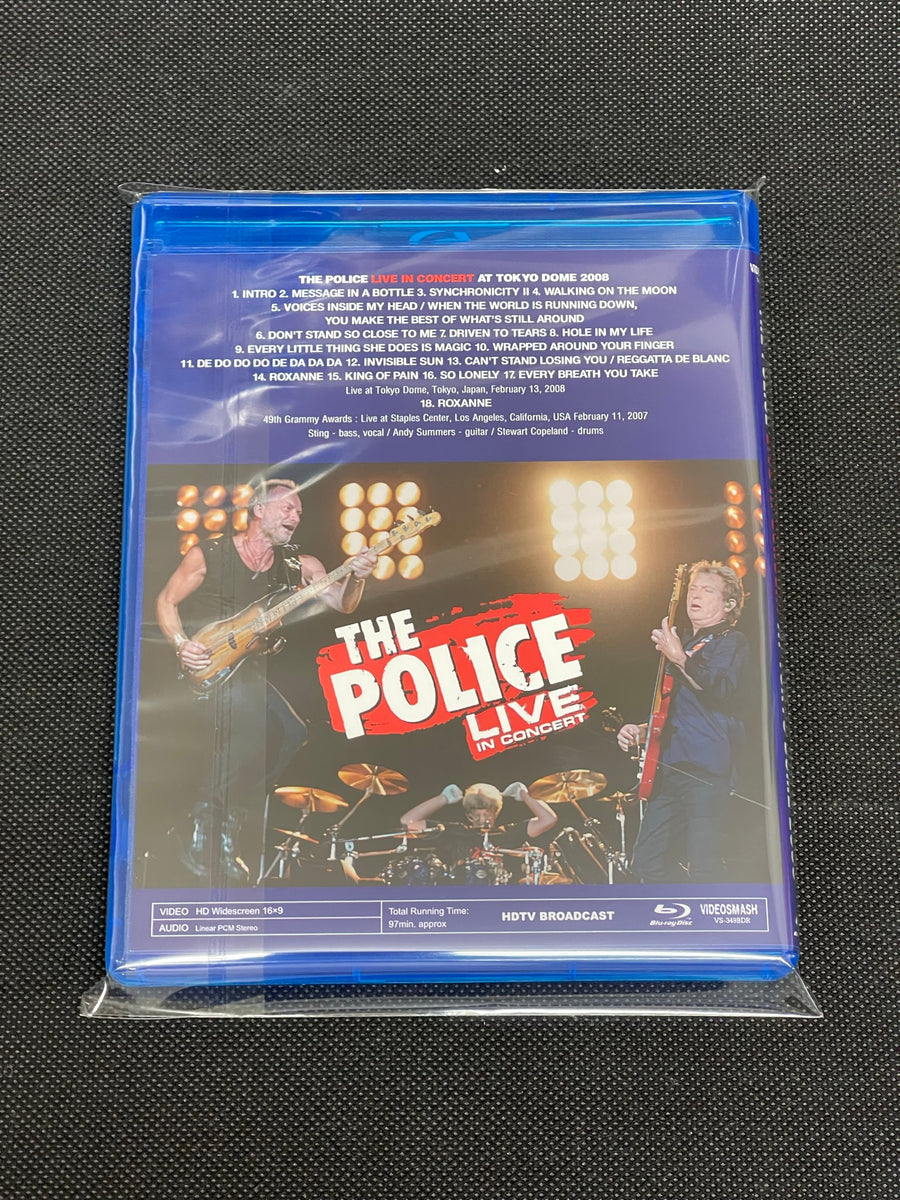 THE POLICE LIVE IN CONCERT AT TOKYO DOME 2008
1. INTRO 2. MESSAGE IN A BOTTLE 3. SYNCHRONICITY II 4. WALKING ON THE MOON
5. VOICES INSIDE MY HEAD / WHEN THE WORLD IS RUNNING DOWN,
YOU MAKE THE BEST OF WHAT'S STILL AROUND
6. DON'T STAND SO CLOSE TO ME 7. DRIVEN TO TEARS 8. HOLE IN MY LIFE
9. EVERY LITTLE THING SHE DOES IS MAGIC 10. WRAPPED AROUND YOUR FINGER
11. DE DO DO DO DE DA DA DA 12. INVISIBLE SUN 13. CAN'T STAND LOSING YOU / REGGATTA DE BLANC
14. ROXANNE 15. KING OF PAIN 16. SO LONELY 17. EVERY BREATH YOU TAKE
Live at Tokyo Dome, Tokyo, Japan, February 13, 2008
18. ROXANNE
49th Grammy Awards : Live at Staples Center, Los Angeles, California, USA February 11, 2007
Sting - bass, vocal / Andy Summers - guitar / Stewart Copeland - drums
THE
POLICE
LIVE
IN CONCERT
VIDEO HD Widescreen 16×9
AUDIO Linear PCM Stereo
Total Running Time:
97min. approx
HDTV BROADCAST
Blu-ray Disc
VIDEOSMASH
VS-349BDR